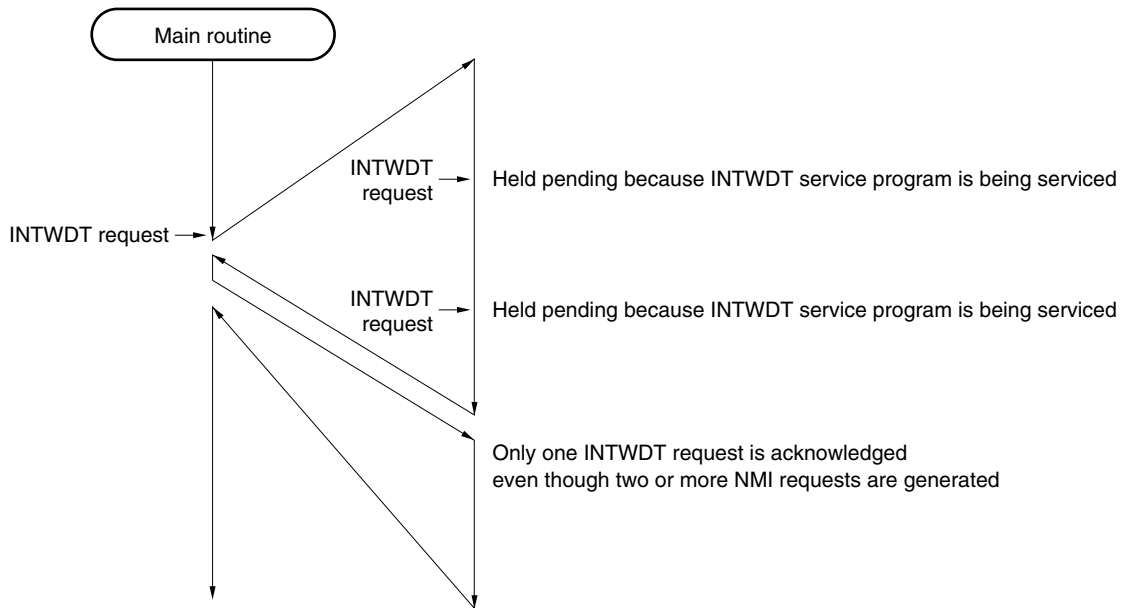 Main routine
INTWDT
request
Held pending because INTWDT service program is being serviced
INTWDT request
INTWDT
request
Held pending because INTWDT service program is being serviced
Only one INTWDT request is acknowledged
even though two or more NMI requests are generated